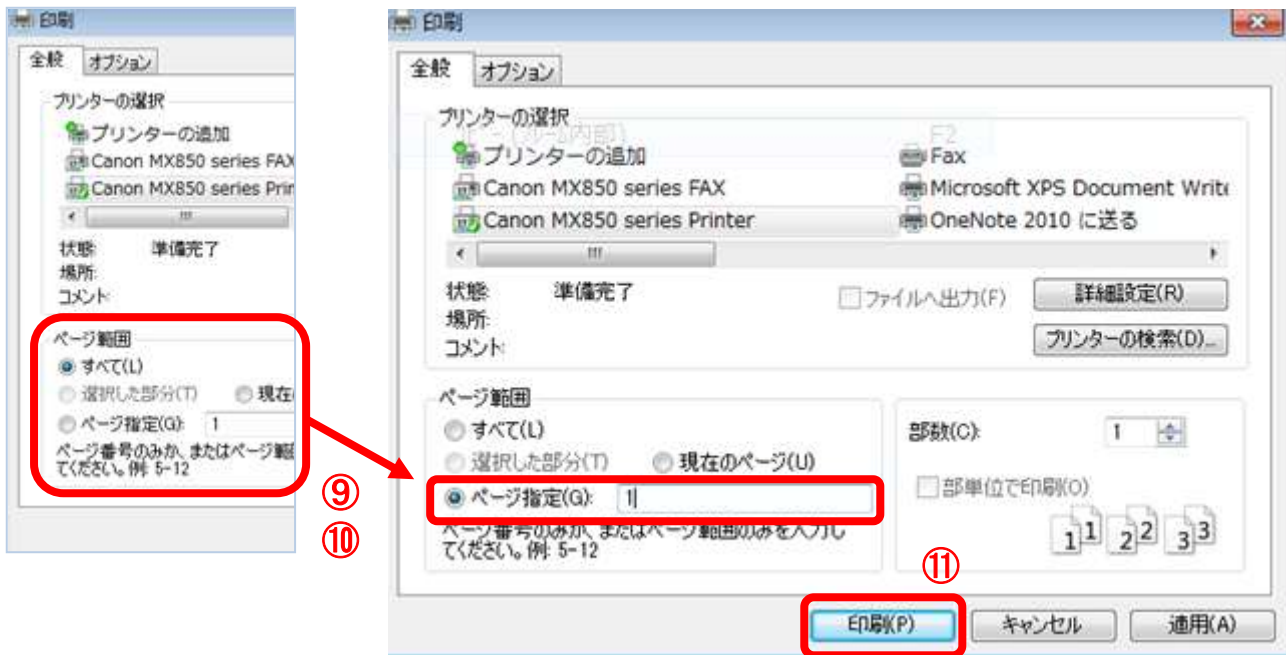 印刷
全般 オプション
プリンターの選択
プリンターの追加
Canon MX850 series FAX
Canon MX850 series Prin
状態: 準備完了
場所:
コメント:
ページ範囲
すべて(L)
選択した部分(T) 現在
ページ指定(G): 1
ページ番号のみか、またはページ範囲
てください。例: 5-12
⑨
⑩
印刷
全般 オプション
プリンターの選択
プリンターの追加 Fax
Canon MX850 series FAX Microsoft XPS Document Write
Canon MX850 series Printer OneNote 2010 に送る
状態: 準備完了 ファイルへ出力(F) 詳細設定(R)
場所:
コメント: プリンターの検索(D)...
ページ範囲
すべて(L) 部数(C): 1
選択した部分(T) 現在のページ(U)
ページ指定(G): 1 部単位で印刷(O)
ページ番号のみか、またはページ範囲のみを入力し
てください。例: 5-12
11 22 33
⑪
印刷(P) キャンセル 適用(A)